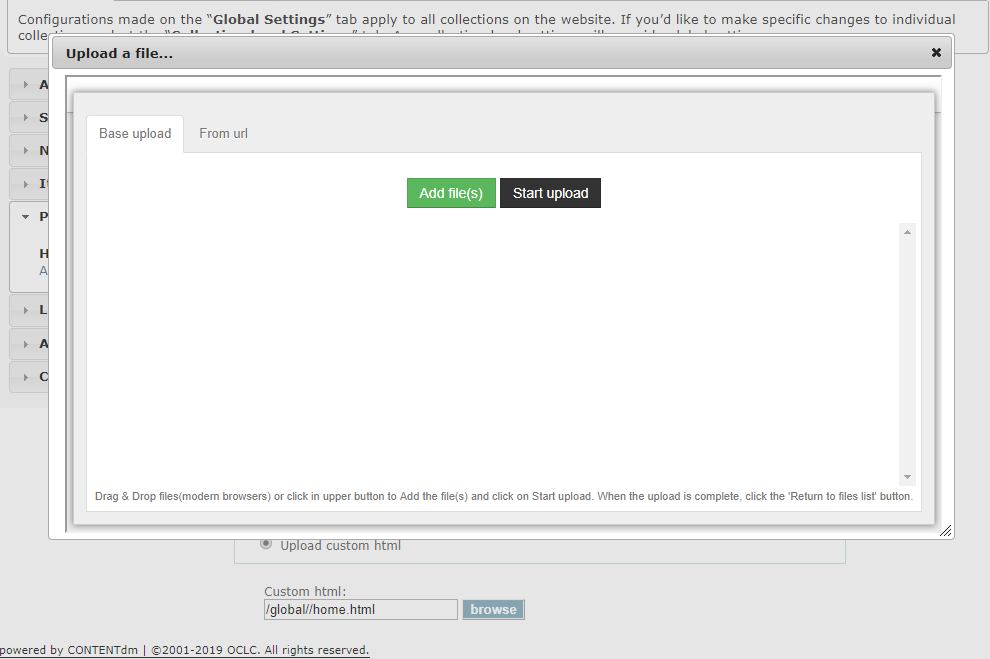 Configurations made on the “Global Settings” tab apply to all collections on the website. If you’d like to make specific changes to individual
Upload a file...
Base upload
From url
Add file(s)
Start upload
A
S
N
It
P
H
A
L
A
C
Drag & Drop files(modern browsers) or click in upper button to Add the file(s) and click on Start upload. When the upload is complete, click the 'Return to files list' button.
Upload custom html
Custom html:
/global//home.html
browse
powered by CONTENTdm | ©2001-2019 OCLC. All rights reserved.